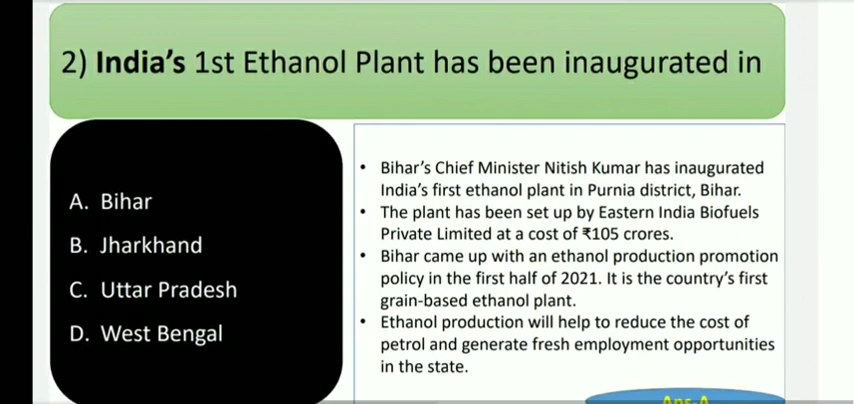 2) India's 1st Ethanol Plant has been inaugurated in
A. Bihar
B. Jharkhand
C. Uttar Pradesh
D. West Bengal
• Bihar's Chief Minister Nitish Kumar has inaugurated
India's first ethanol plant in Purnia district, Bihar.
• The plant has been set up by Eastern India Biofuels
Private Limited at a cost of ₹105 crores.
• Bihar came up with an ethanol production promotion
policy in the first half of 2021. It is the country's first
grain-based ethanol plant.
• Ethanol production will help to reduce the cost of
petrol and generate fresh employment opportunities
in the state.
Ans-A